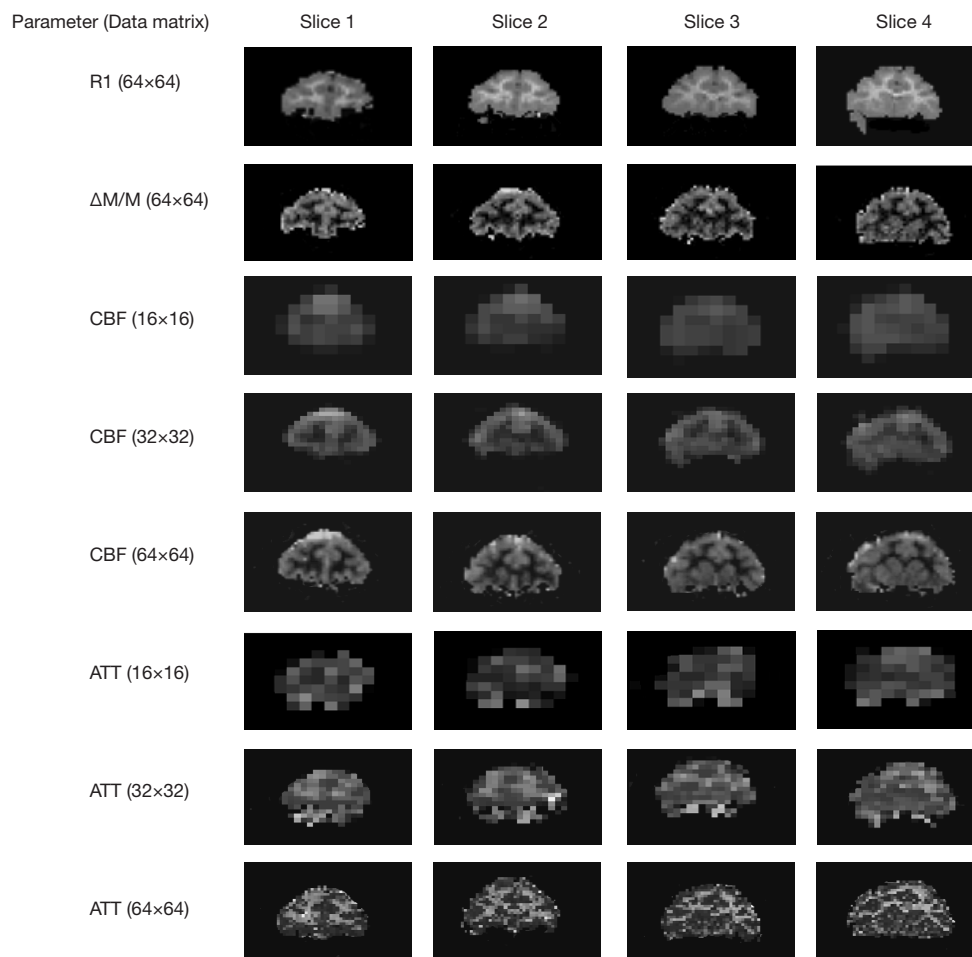 Parameter (Data matrix) Slice 1 Slice 2 Slice 3 Slice 4
R1 (64×64)
ΔM/M (64×64)
CBF (16×16)
CBF (32×32)
CBF (64×64)
ATT (16×16)
ATT (32×32)
ATT (64×64)